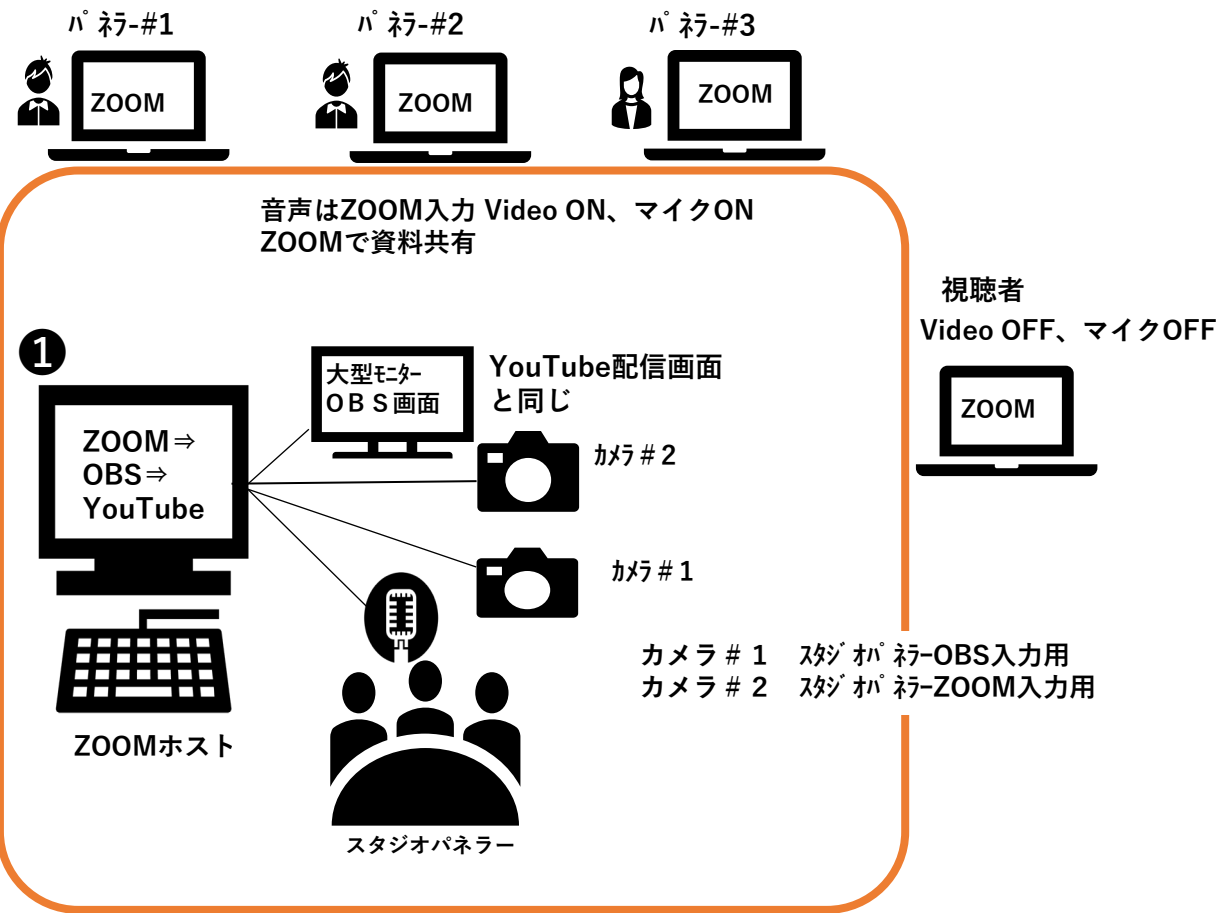 ﾊﾟﾈﾗｰ#1
ﾊﾟﾈﾗｰ#2
ﾊﾟﾈﾗｰ#3
ZOOM
ZOOM
ZOOM
音声はZOOM入力 Video ON、マイクON
ZOOMで資料共有
視聴者
Video OFF、マイクOFF
ZOOM
❶
ZOOM⇒
OBS⇒
YouTube
大型ﾓﾆﾀｰ
ＯＢＳ画面
YouTube配信画面
と同じ
ｶﾒﾗ＃２
ｶﾒﾗ＃１
カメラ＃１　ｽﾀｼﾞｵﾊﾟﾈﾗｰOBS入力用
カメラ＃２　ｽﾀｼﾞｵﾊﾟﾈﾗｰZOOM入力用
ZOOMホスト
スタジオパネラー